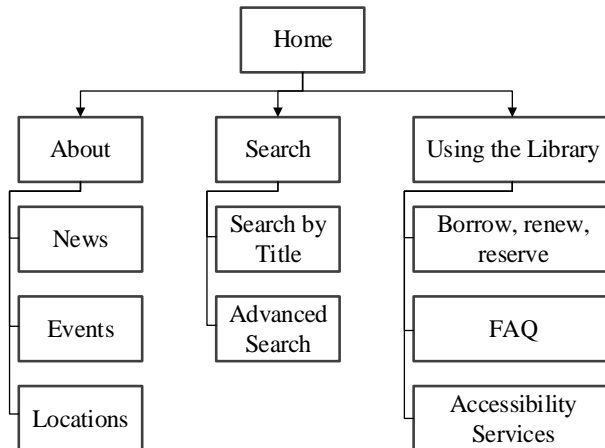 Home
About
Search
Using the Library
News
Search by
Title
Borrow, renew,
reserve
Events
Advanced
Search
FAQ
Locations
Accessibility
Services